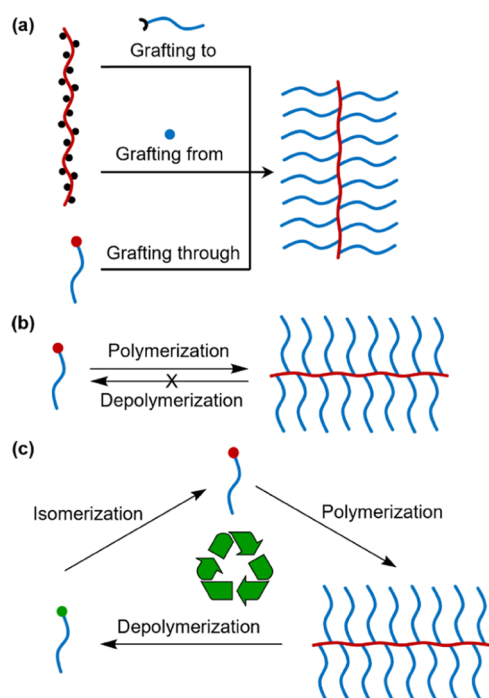 (a)
Grafting to
Grafting from
Grafting through
(b)
Polymerization
X
Depolymerization
(c)
Isomerization
Polymerization
Depolymerization